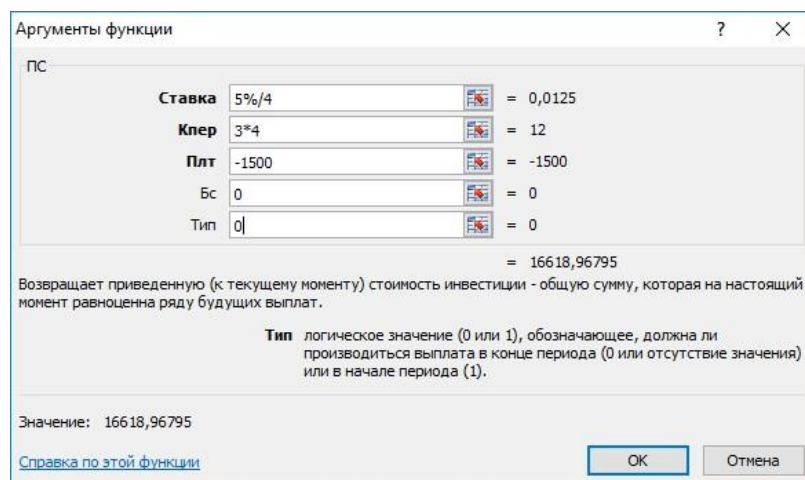 Аргументы функции ? X
ПС
Ставка 5%/4 = 0,0125
Кпер 3*4 = 12
Плт -1500 = -1500
Бс 0 = 0
Тип 0 = 0
= 16618,96795
Возвращает приведенную (к текущему моменту) стоимость инвестиции - общую сумму, которая на настоящий
момент равноценна ряду будущих выплат.
Тип логическое значение (0 или 1), обозначающее, должна ли
производиться выплата в конце периода (0 или отсутствие значения)
или в начале периода (1).
Значение: 16618,96795
Справка по этой функции ОК Отмена